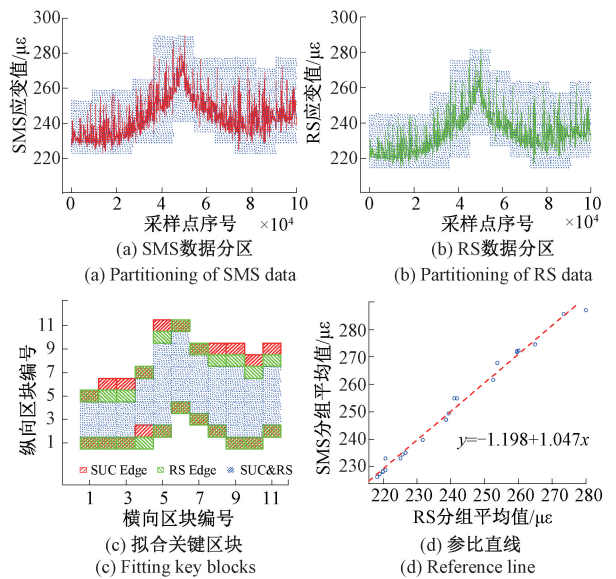 SMS应变值/με
300
280
260
240
220
0 2 4 6 8 10
采样点序号 ×10⁴
(a) SMS数据分区
(a) Partitioning of SMS data
RS应变值/με
300
280
260
240
220
0 2 4 6 8 10
采样点序号 ×10⁴
(b) RS数据分区
(b) Partitioning of RS data
纵向区块编号
11
9
7
5
3
1
SUC Edge RS Edge SUC&RS
1 3 5 7 9 11
横向区块编号
(c) 拟合关键区块
(c) Fitting key blocks
SMS分组平均值/με
290
280
270
260
250
240
230
y=−1.198+1.047x
220 230 240 250 260 270 280
RS分组平均值/με
(d) 参比直线
(d) Reference line